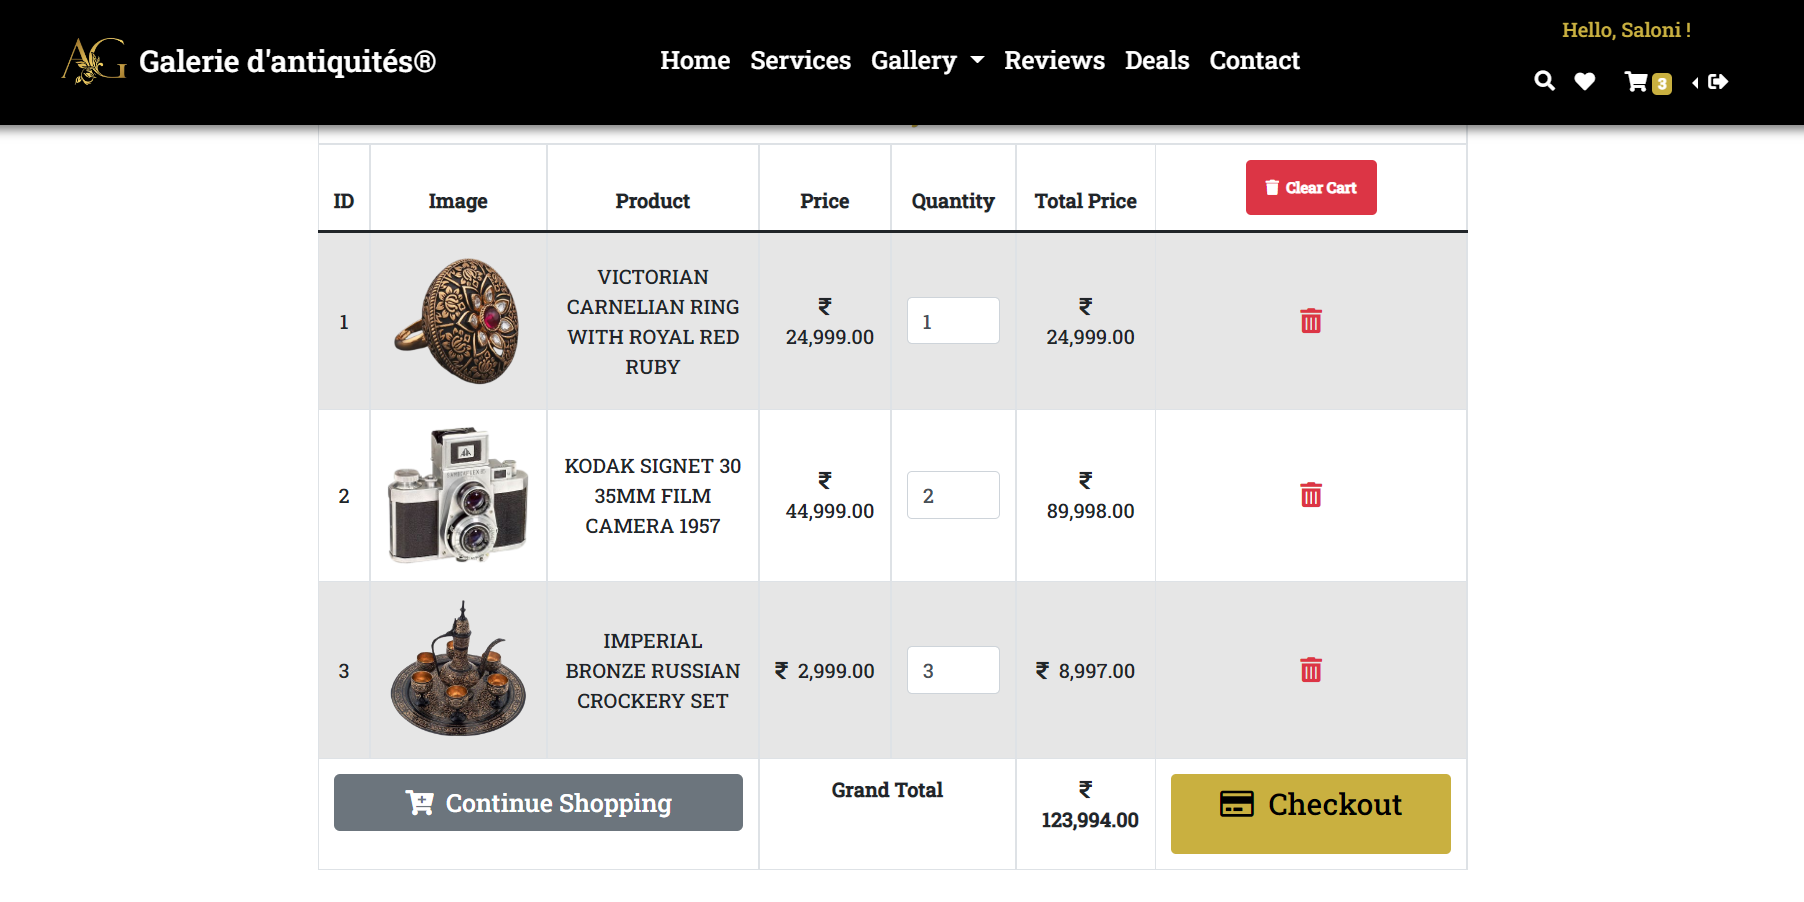 Hello, Saloni !
AG Galerie d'antiquités® Home Services Gallery Reviews Deals Contact
3
Clear Cart
ID Image Product Price Quantity Total Price
VICTORIAN
CARNELIAN RING
WITH ROYAL RED
RUBY
1
₹
24,999.00
1
₹
24,999.00
KODAK SIGNET 30
35MM FILM
CAMERA 1957
2
₹
44,999.00
2
₹
89,998.00
IMPERIAL
BRONZE RUSSIAN
CROCKERY SET
3
₹ 2,999.00
3
₹ 8,997.00
Continue Shopping
Grand Total
₹
123,994.00
Checkout